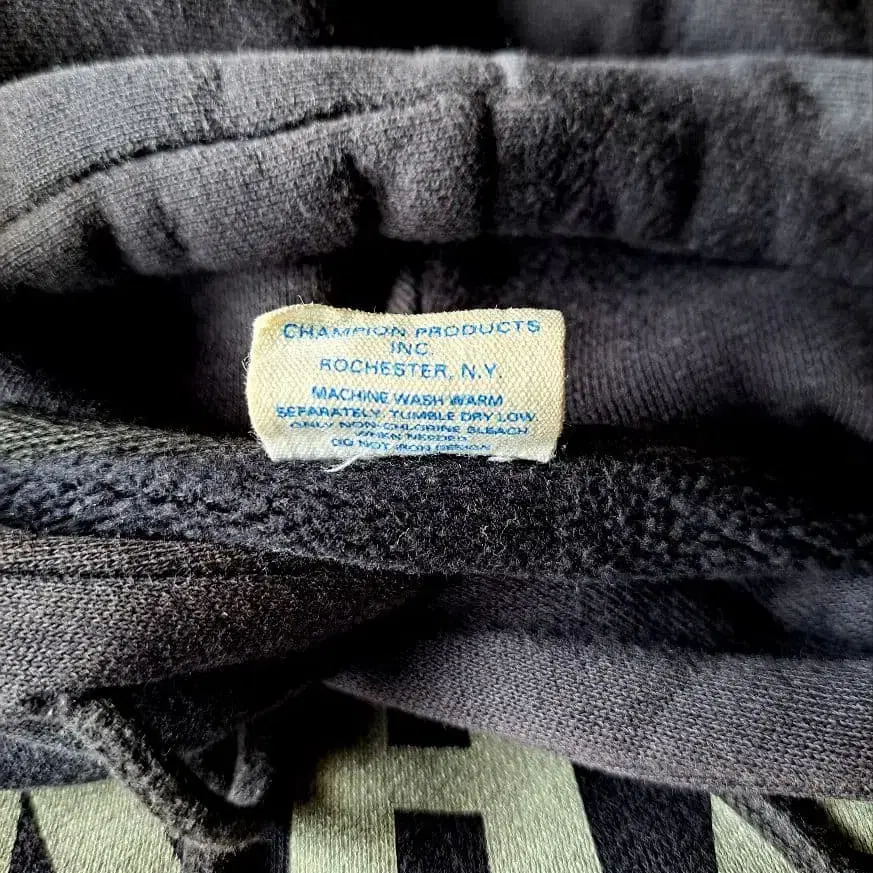 CHAMPION PRODUCTS
INC.
ROCHESTER, N.Y.
MACHINE WASH WARM
SEPARATELY. TUMBLE DRY LOW.
ONLY NON-CHLORINE BLEACH
WHEN NEEDED
DO NOT IRON DESIGN